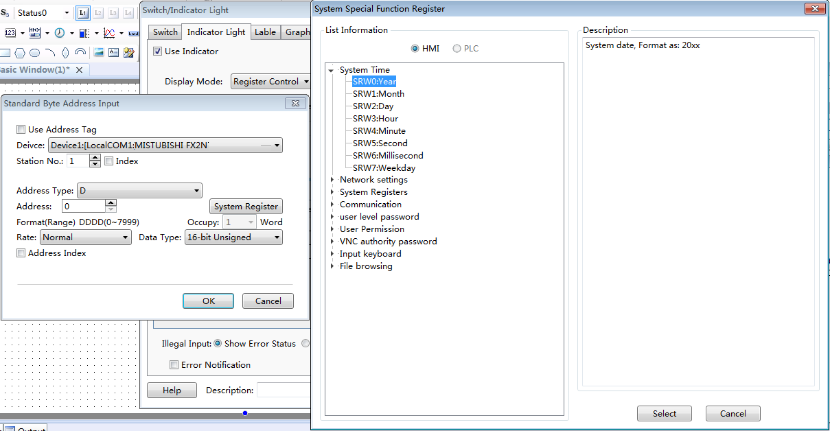 Status0
asic Window(1)*
Output
Switch/Indicator Light
Switch Indicator Light Lable Graph
Use Indicator
Display Mode: Register Control
Standard Byte Address Input
Use Address Tag
Deivce: Device1:[LocalCOM1:MISTUBISHI FX2N
Station No.: 1 Index
Address Type: D
Address: 0 System Register
Format(Range) DDDD(0~7999) Occupy: 1 Word
Rate: Normal Data Type: 16-bit Unsigned
Address Index
OK Cancel
Illegal Input: Show Error Status
Error Notification
Help Description:
System Special Function Register
List Information
HMI PLC
System Time
SRW0:Year
SRW1:Month
SRW2:Day
SRW3:Hour
SRW4:Minute
SRW5:Second
SRW6:Millisecond
SRW7:Weekday
Network settings
System Registers
Communication
user level password
User Permission
VNC authority password
Input keyboard
File browsing
Description
System date, Format as: 20xx
Select Cancel